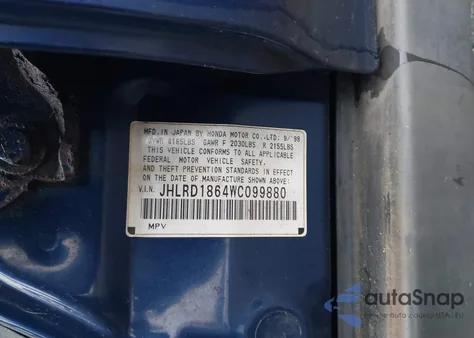 MFD.IN JAPAN BY HONDA MOTOR CO.,LTD: 9/'98
GVWR 4165LBS GAWR F 2030LBS R 2155LBS
THIS VEHICLE CONFORMS TO ALL APPLICABLE
FEDERAL MOTOR VEHICLE SAFETY,
AND THEFT PREVENTION STANDARDS IN EFFECT
ON THE DATE OF MANUFACTURE SHOWN ABOVE:
V.I.N. JHLRD1864WC099880
MPV
autaSnap